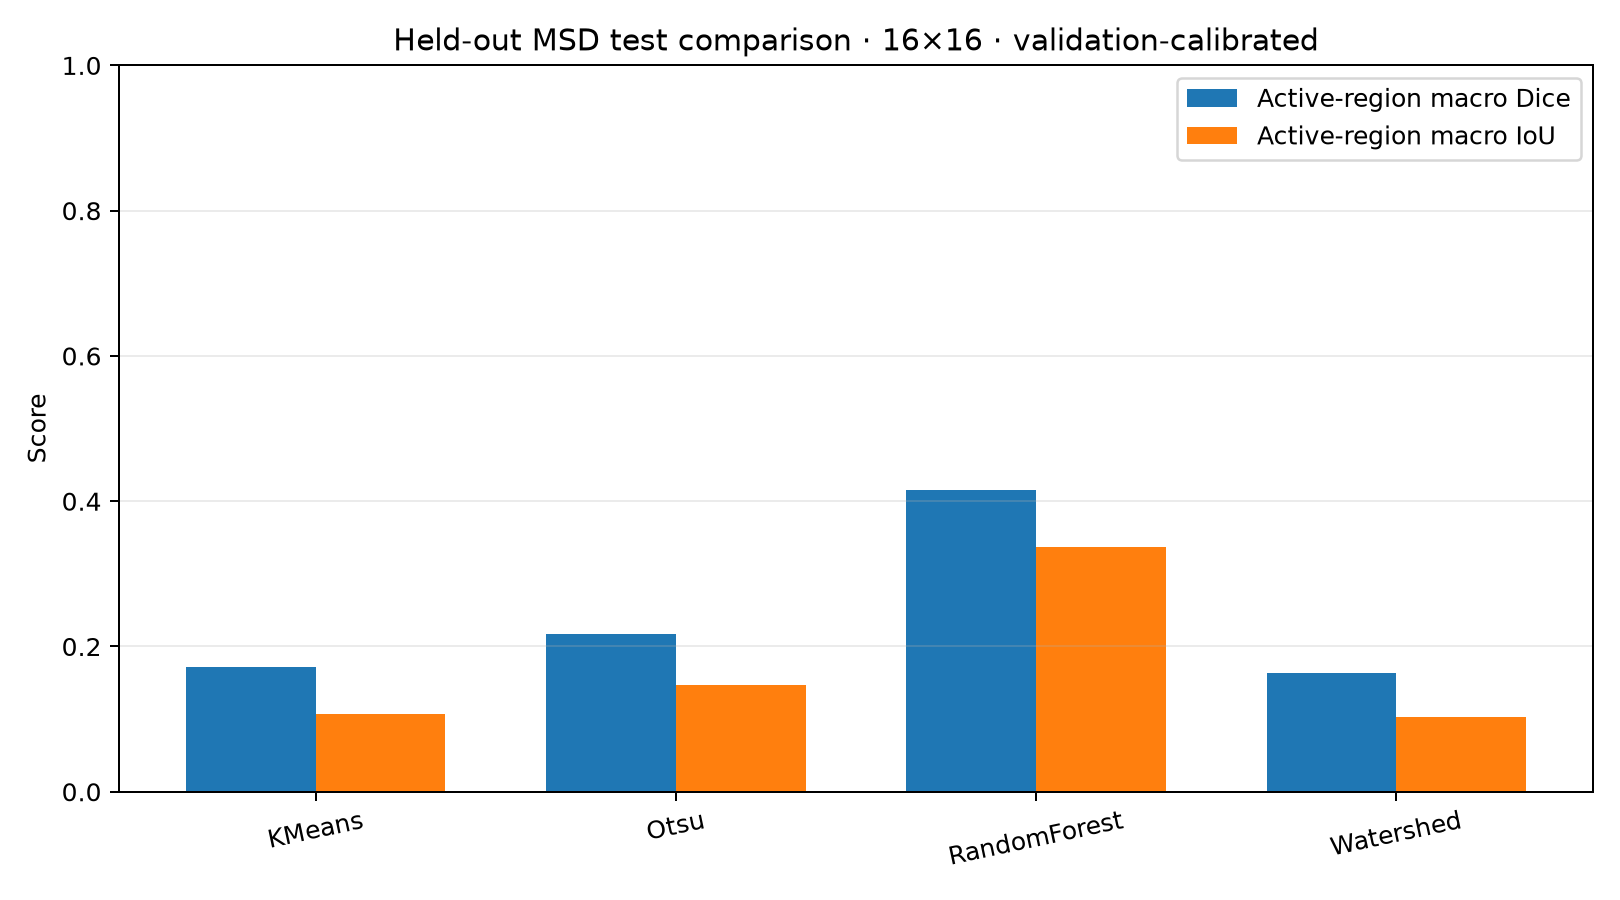 Held-out MSD test comparison · 16×16 · validation-calibrated
Active-region macro Dice
Active-region macro IoU
Score
1.0
0.8
0.6
0.4
0.2
0.0
KMeans
Otsu
RandomForest
Watershed